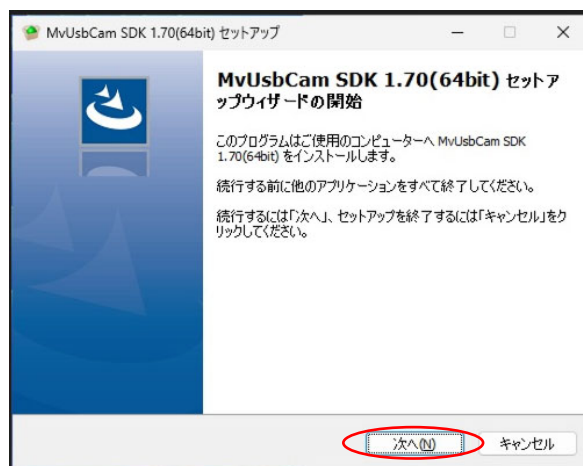 MvUsbCam SDK 1.70(64bit) セットアップ
MvUsbCam SDK 1.70(64bit) セットア
ップウィザードの開始
このプログラムはご使用のコンピューターへ MvUsbCam SDK
1.70(64bit) をインストールします。
続行する前に他のアプリケーションをすべて終了してください。
続行するには「次へ」、セットアップを終了するには「キャンセル」をク
リックしてください。
次へ(N)
キャンセル